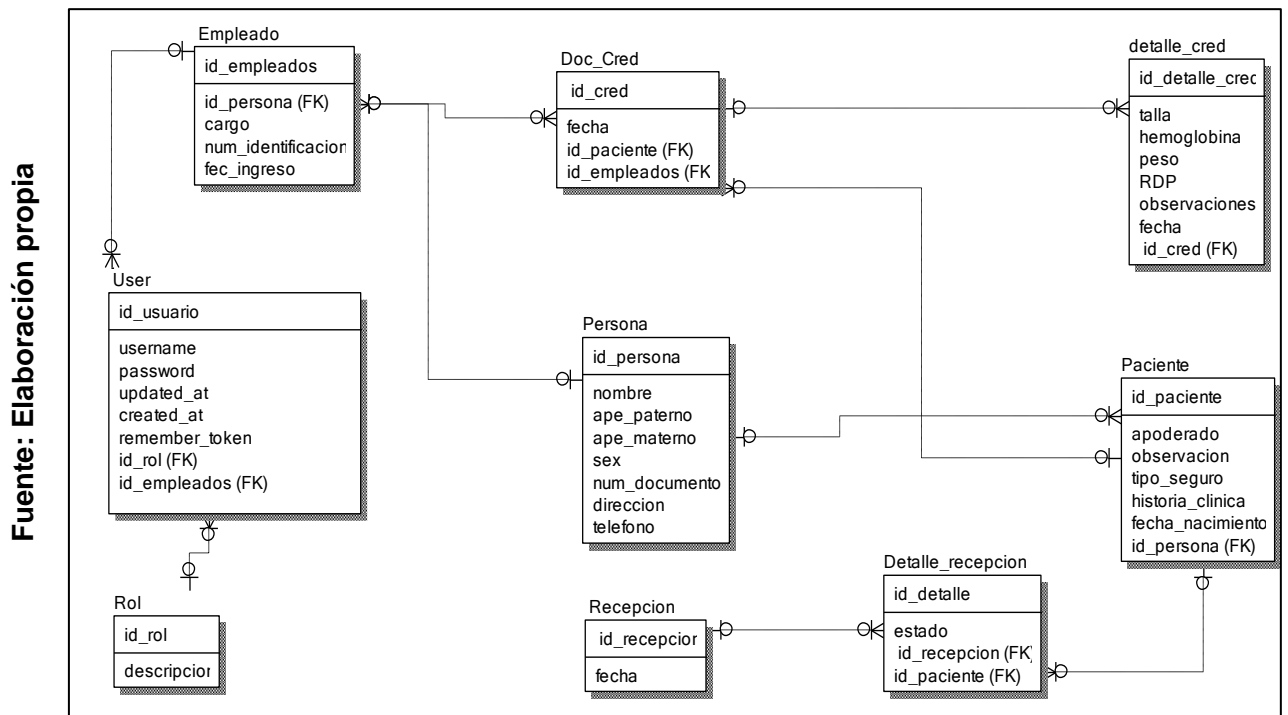 Fuente: Elaboración propia
Empleado
id_empleados
id_persona (FK)
cargo
num_identificacion
fec_ingreso
Doc_Cred
id_cred
fecha
id_paciente (FK)
id_empleados (FK
detalle_cred
id_detalle_cred
talla
hemoglobina
peso
RDP
observaciones
fecha
id_cred (FK)
User
id_usuario
username
password
updated_at
created_at
remember_token
id_rol (FK)
id_empleados (FK)
Persona
id_persona
nombre
ape_paterno
ape_materno
sex
num_documento
direccion
telefono
Paciente
id_paciente
apoderado
observacion
tipo_seguro
historia_clinica
fecha_nacimiento
id_persona (FK)
Rol
id_rol
descripcion
Recepcion
id_recepcion
fecha
Detalle_recepcion
id_detalle
estado
id_recepcion (FK)
id_paciente (FK)